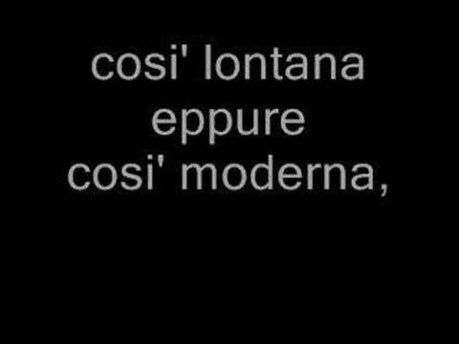 cosi' lontana
eppure
cosi' moderna,